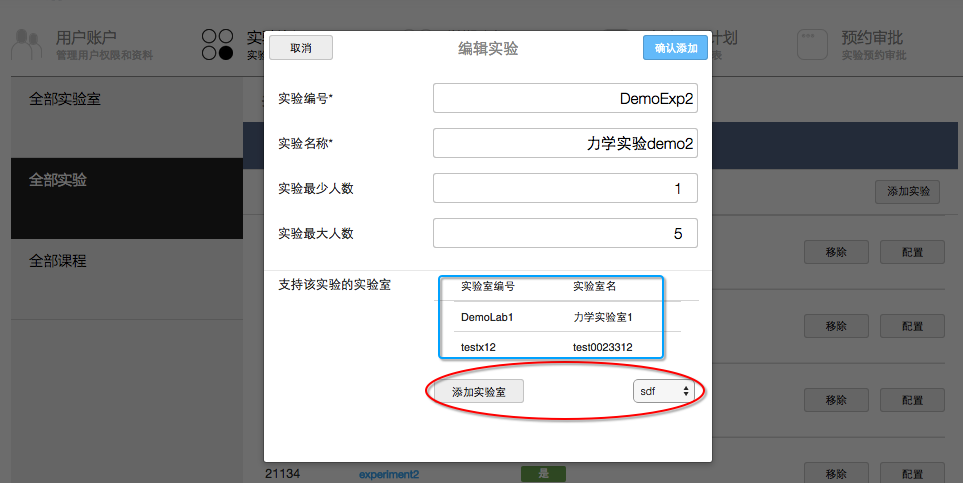 用户账户
管理用户权限和资料
计划
表
预约审批
实验预约审批
取消
编辑实验
确认添加
全部实验室
实验编号*
DemoExp2
全部实验
实验名称*
力学实验demo2
实验最少人数
1
添加实验
全部课程
实验最大人数
5
移除
配置
支持该实验的实验室
实验室编号
实验室名
DemoLab1
力学实验室1
移除
配置
testx12
test0023312
添加实验室
sdf
移除
配置
21134
experiment2
是
移除
配置